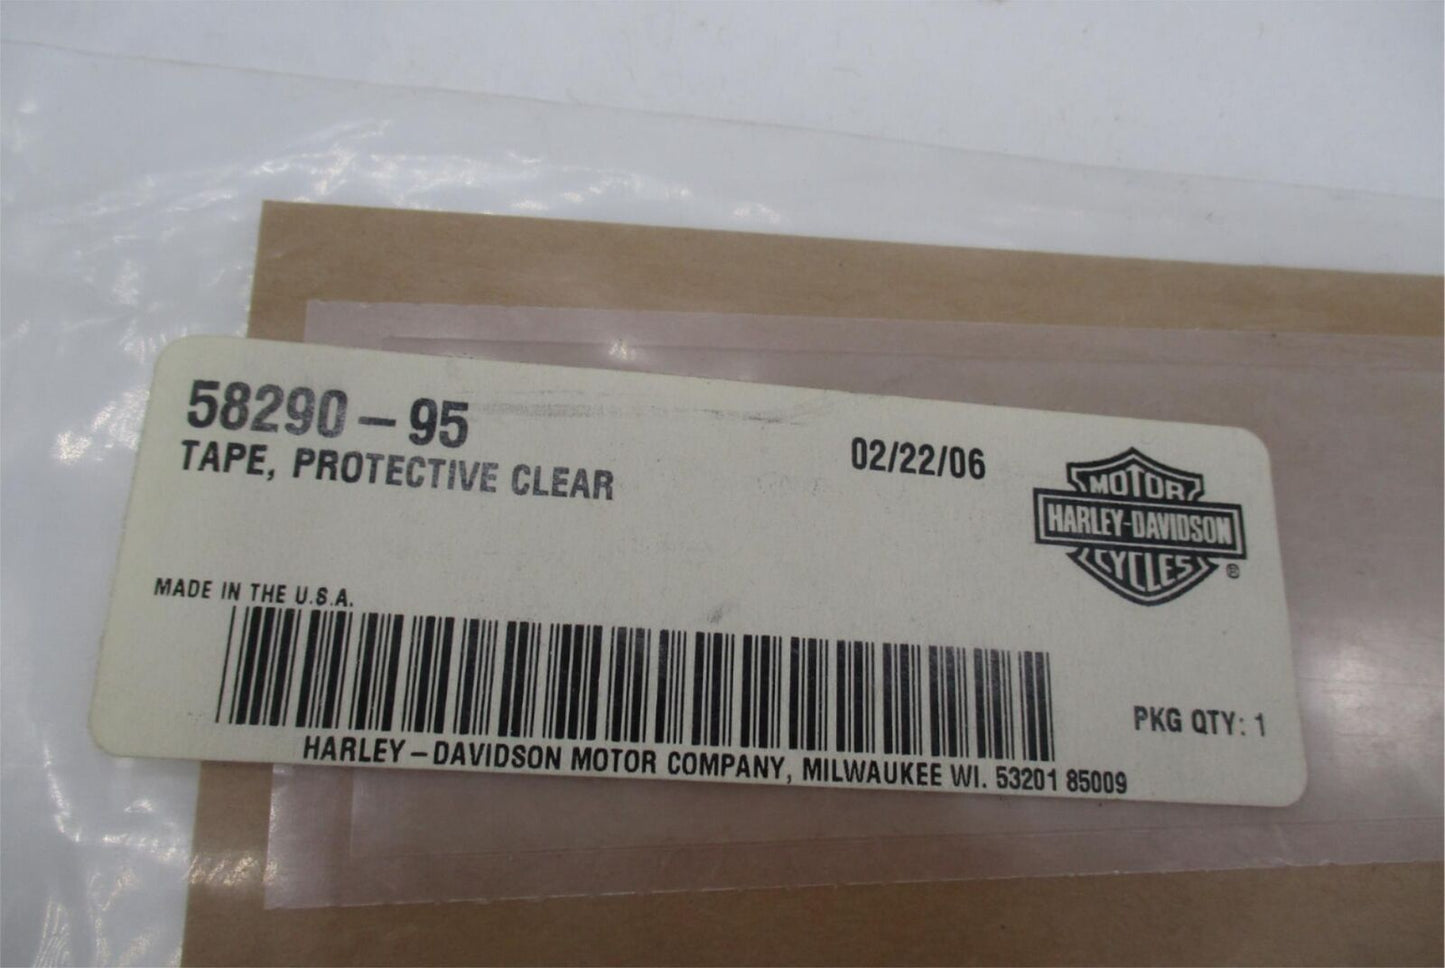 58290-95
TAPE, PROTECTIVE CLEAR
02/22/06
MOTOR
HARLEY-DAVIDSON
CYCLES
®
MADE IN THE U.S.A.
PKG QTY: 1
HARLEY-DAVIDSON MOTOR COMPANY, MILWAUKEE WI. 53201 85009